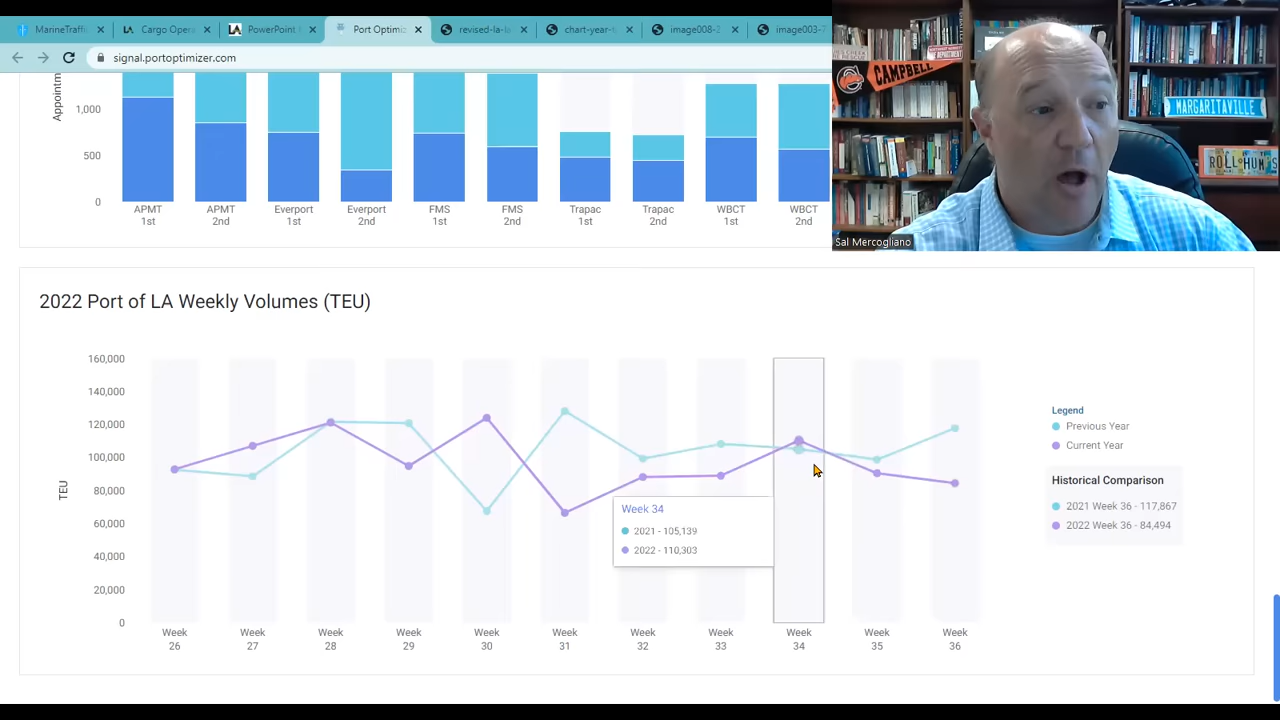 MarineTraffi
Cargo Oper
PowerPoint
Port Optimiz
revised-la-l
chart-year-
image008-2
image003-7
signal.portoptimizer.com
Appointm
1,000
500
0
APMT 1st
APMT 2nd
Everport 1st
Everport 2nd
FMS 1st
FMS 2nd
Trapac 1st
Trapac 2nd
WBCT 1st
WBCT 2nd
CAMPBELL
MARGARITAVILLE
ROLL HUM
Sal Mercogliano
2022 Port of LA Weekly Volumes (TEU)
TEU
160,000
140,000
120,000
100,000
80,000
60,000
40,000
20,000
0
Week 26
Week 27
Week 28
Week 29
Week 30
Week 31
Week 32
Week 33
Week 34
Week 35
Week 36
Week 34
2021 - 105,139
2022 - 110,303
Legend
Previous Year
Current Year
Historical Comparison
2021 Week 36 - 117,867
2022 Week 36 - 84,494